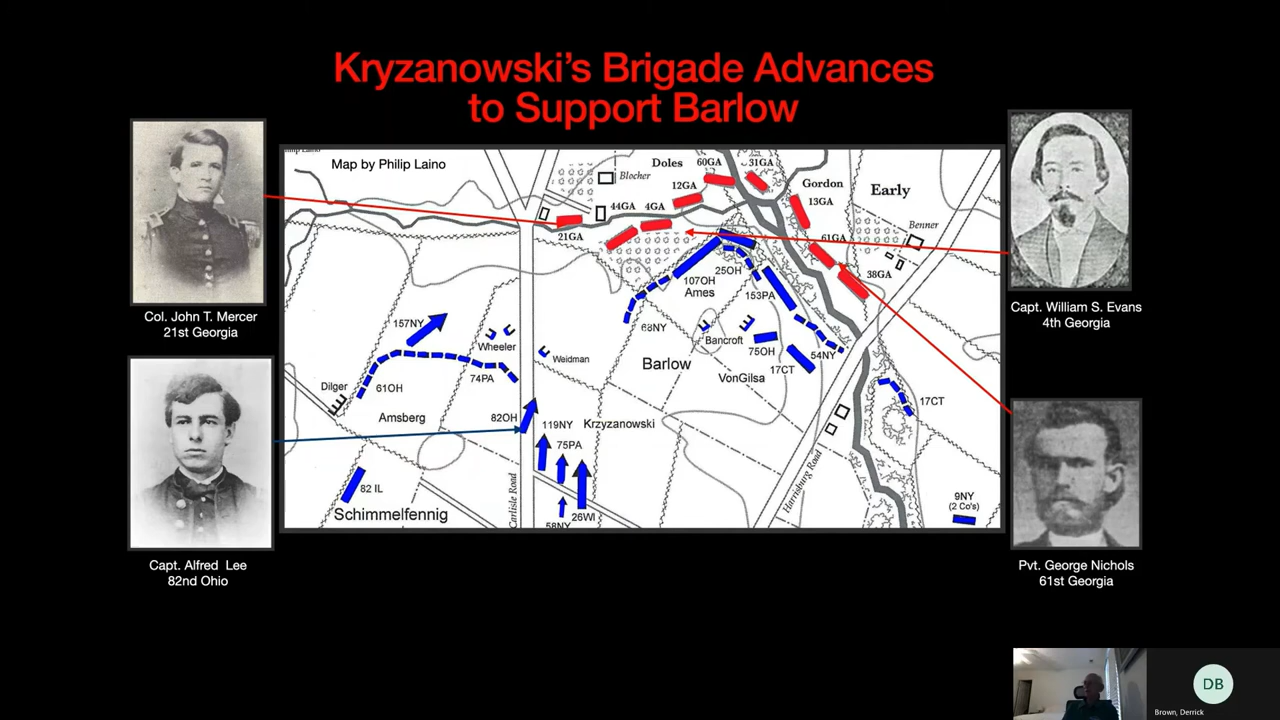 Kryzanowski's Brigade Advances
to Support Barlow
Map by Philip Laino
Col. John T. Mercer
21st Georgia
Capt. Alfred Lee
82nd Ohio
Capt. William S. Evans
4th Georgia
Pvt. George Nichols
61st Georgia
Doles
60GA
31GA
Blocher
12GA
Gordon
Early
44GA
4GA
13GA
21GA
61GA
Benner
38GA
25OH
107OH
Ames
153PA
157NY
68NY
Wheeler
Bancroft
Weidman
75OH
54NY
Barlow
17CT
VonGilsa
Dilger
61OH
74PA
17CT
Amsberg
82OH
119NY
Krzyzanowski
75PA
82 IL
Schimmelfennig
Carlisle Road
58NY
26WI
Harrisburg Road
9NY
(2 Co's)
DB
Brown, Derrick